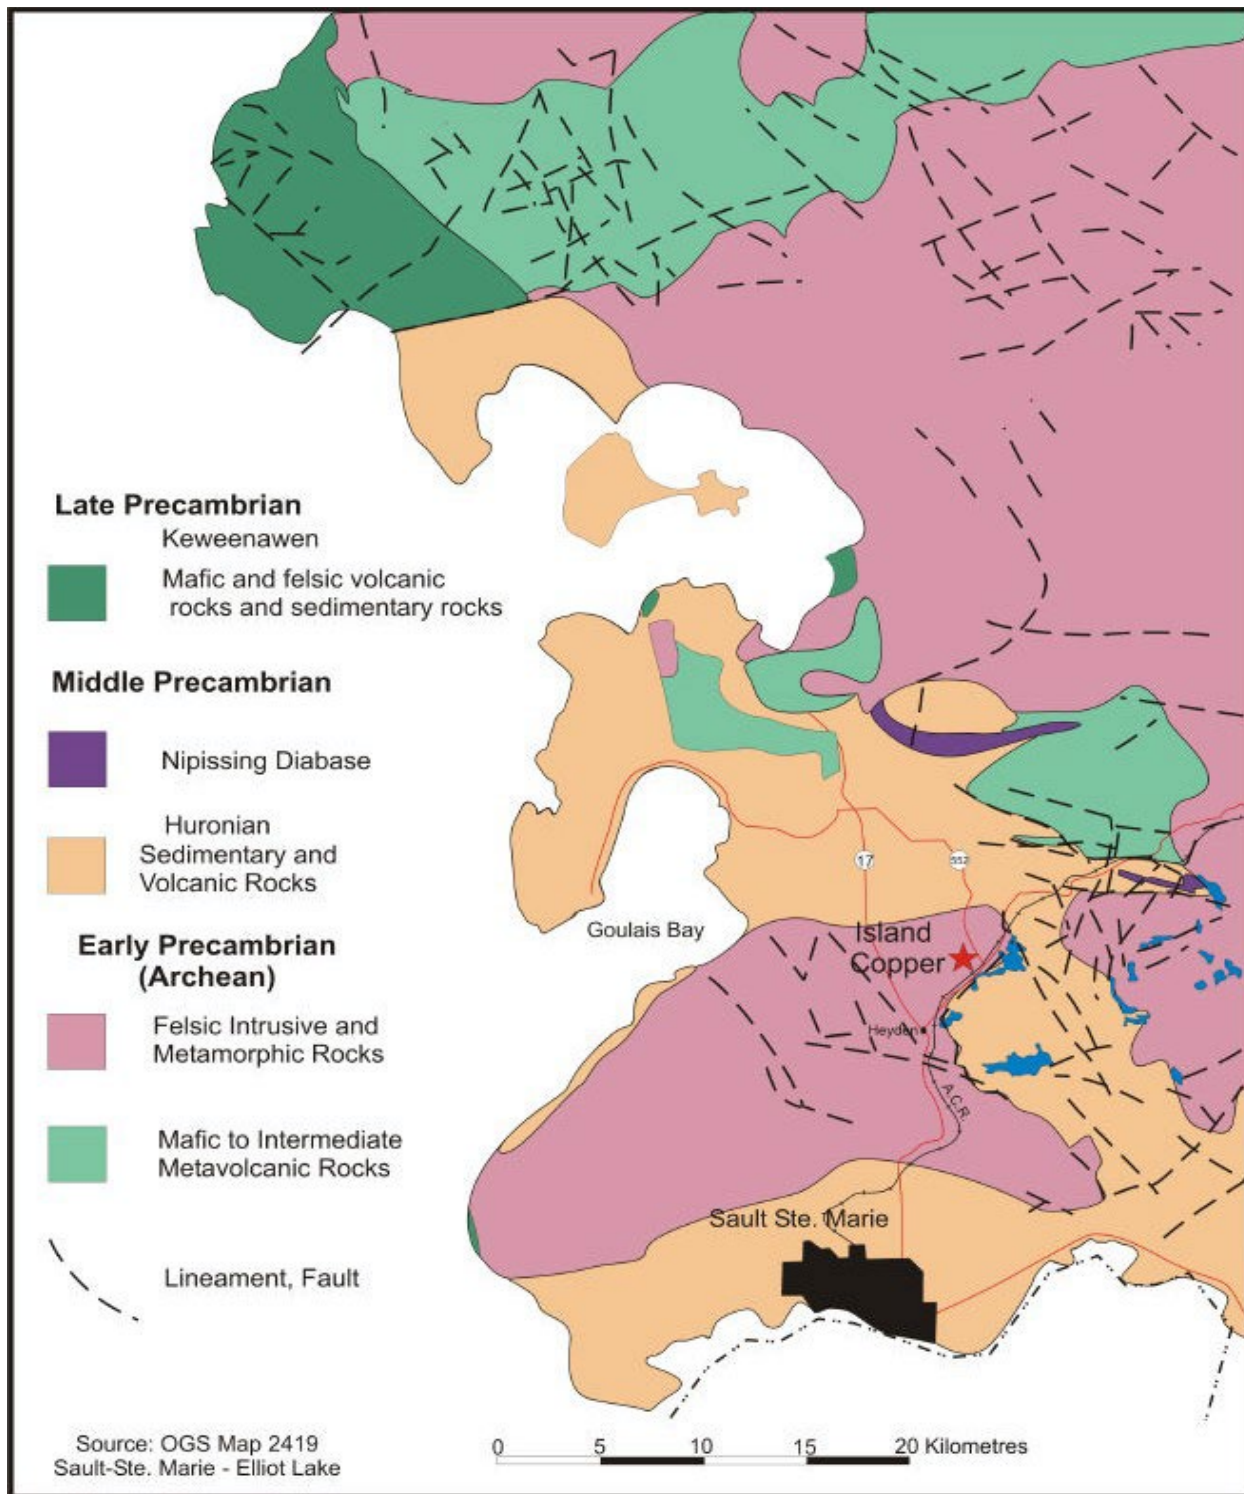 Late Precambrian
Keweenawen
Mafic and felsic volcanic
rocks and sedimentary rocks
Middle Precambrian
Nipissing Diabase
Huronian
Sedimentary and
Volcanic Rocks
Early Precambrian
(Archean)
Felsic Intrusive and
Metamorphic Rocks
Mafic to Intermediate
Metavolcanic Rocks
Lineament, Fault
Source: OGS Map 2419
Sault-Ste. Marie - Elliot Lake
17
552
Goulais Bay
Island
Copper
Heyden
A.C.R.
Sault Ste. Marie
0 5 10 15 20 Kilometres